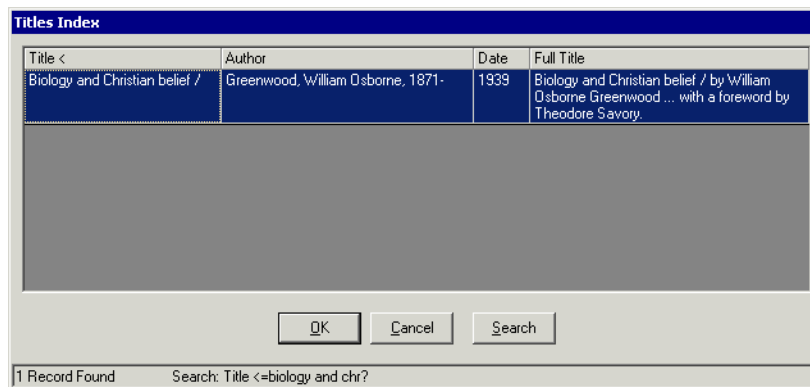 Titles Index
Title < Author Date Full Title
Biology and Christian belief / Greenwood, William Osborne, 1871- 1939 Biology and Christian belief / by William
Osborne Greenwood ... with a foreword by
Theodore Savory.
OK Cancel Search
1 Record Found Search: Title <=biology and chr?